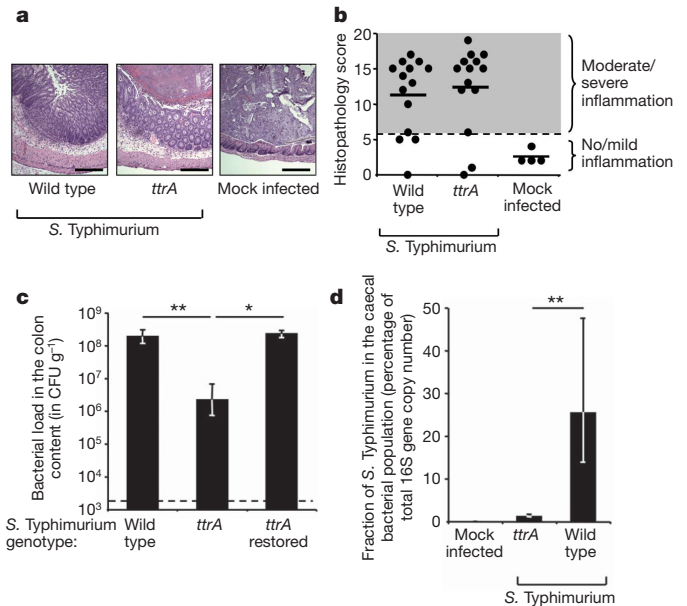 a
Wild type
ttrA
Mock infected
S. Typhimurium
b
Histopathology score
20
15
10
5
0
Moderate/
severe
inflammation
No/mild
inflammation
Wild
type
ttrA
Mock
infected
S. Typhimurium
c
Bacterial load in the colon
content (in CFU g⁻¹)
10⁹
10⁸
10⁷
10⁶
10⁵
10⁴
10³
**
*
S. Typhimurium
genotype:
Wild
type
ttrA
ttrA
restored
d
Fraction of S. Typhimurium in the caecal
bacterial population (percentage of
total 16S gene copy number)
50
40
30
20
10
0
**
Mock
infected
ttrA
Wild
type
S. Typhimurium